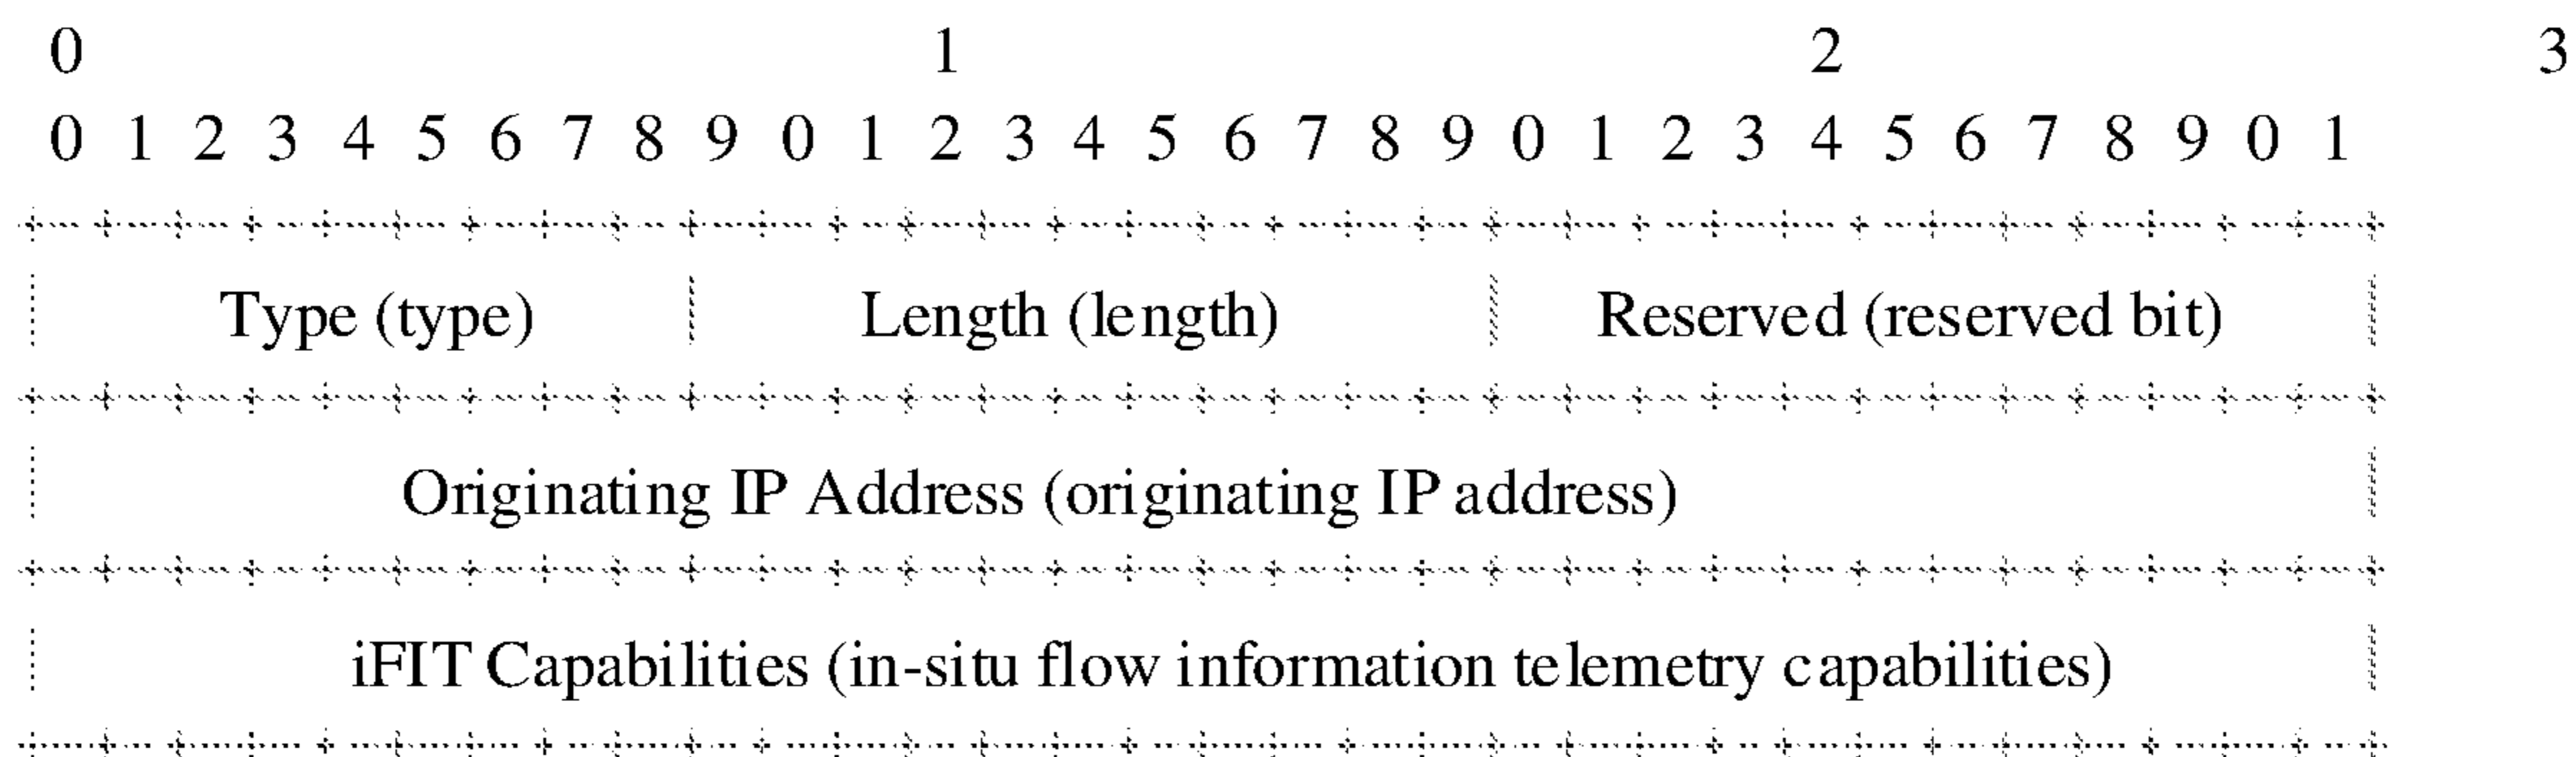 0 1 2 3
0 1 2 3 4 5 6 7 8 9 0 1 2 3 4 5 6 7 8 9 0 1 2 3 4 5 6 7 8 9 0 1
Type (type) Length (length) Reserved (reserved bit)
Originating IP Address (originating IP address)
iFIT Capabilities (in-situ flow information telemetry capabilities)